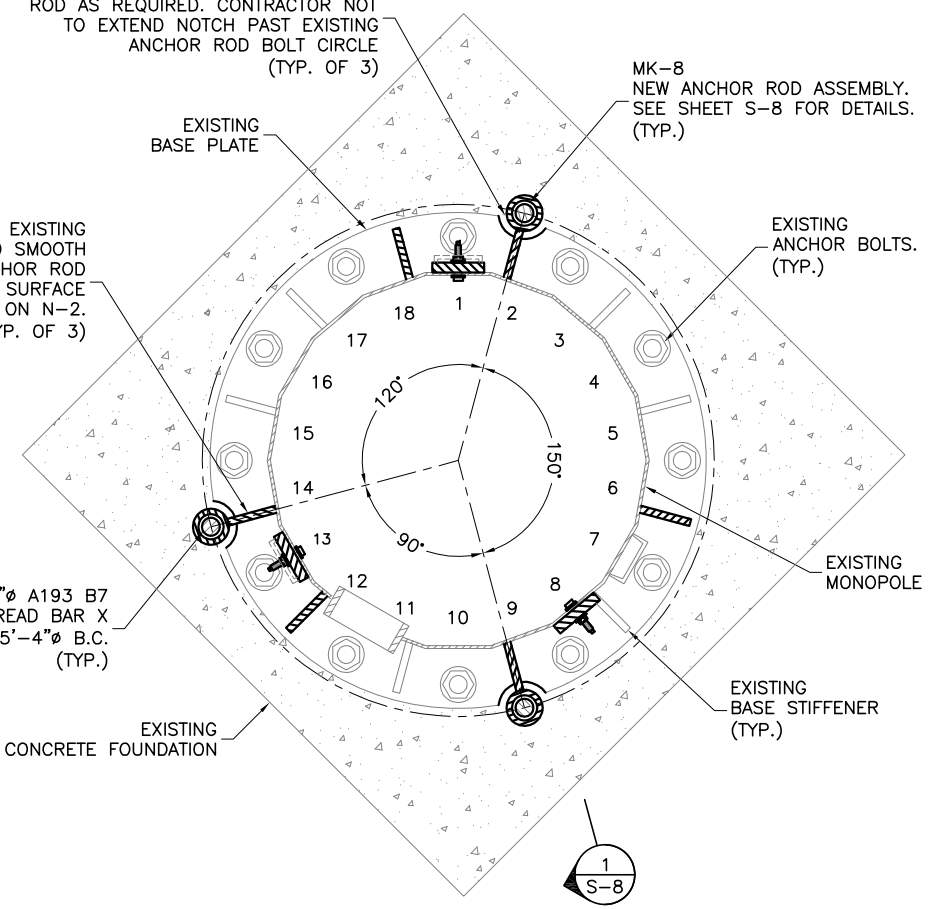 ROD AS REQUIRED. CONTRACTOR NOT
TO EXTEND NOTCH PAST EXISTING
ANCHOR ROD BOLT CIRCLE
(TYP. OF 3)
MK-8
NEW ANCHOR ROD ASSEMBLY.
SEE SHEET S-8 FOR DETAILS.
(TYP.)
EXISTING
BASE PLATE
EXISTING
ANCHOR BOLTS.
(TYP.)
EXISTING
SMOOTH
ROD
SURFACE
ON N-2.
OF 3)
1
2
3
4
5
6
7
8
9
10
11
12
13
14
15
16
17
18
120°
150°
90°
EXISTING
MONOPOLE
"ø A193 B7
BAR X
5'-4"ø B.C.
(TYP.)
EXISTING
BASE STIFFENER
(TYP.)
EXISTING
CONCRETE FOUNDATION
1
S-8